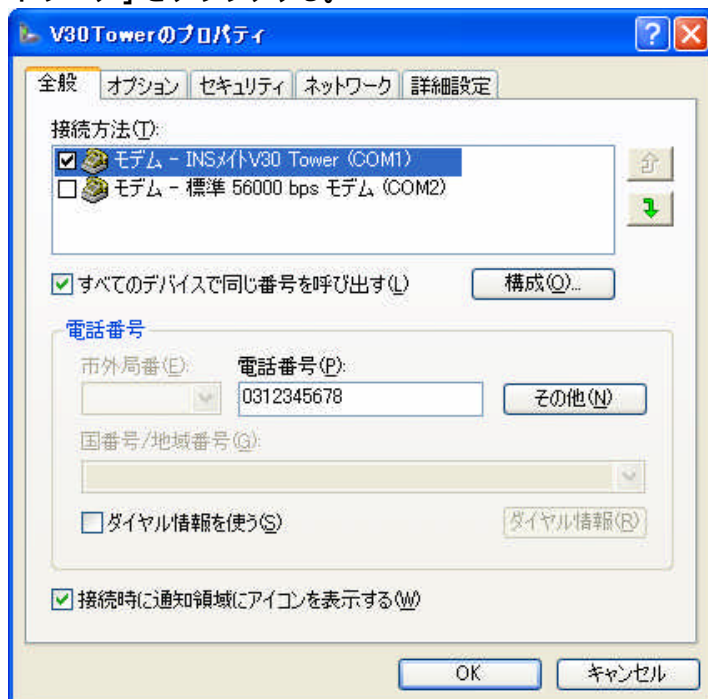 V30Towerのプロパティ
全般 オプション セキュリティ ネットワーク 詳細設定
接続方法(T):
モデム - INSメイトV30 Tower (COM1)
モデム - 標準 56000 bps モデム (COM2)
すべてのデバイスで同じ番号を呼び出す(L) 構成(O)...
電話番号
市外局番(E): 電話番号(P):
0312345678 その他(N)
国番号/地域番号(G):
ダイヤル情報を使う(S) ダイヤル情報(R)
接続時に通知領域にアイコンを表示する(W)
OK キャンセル